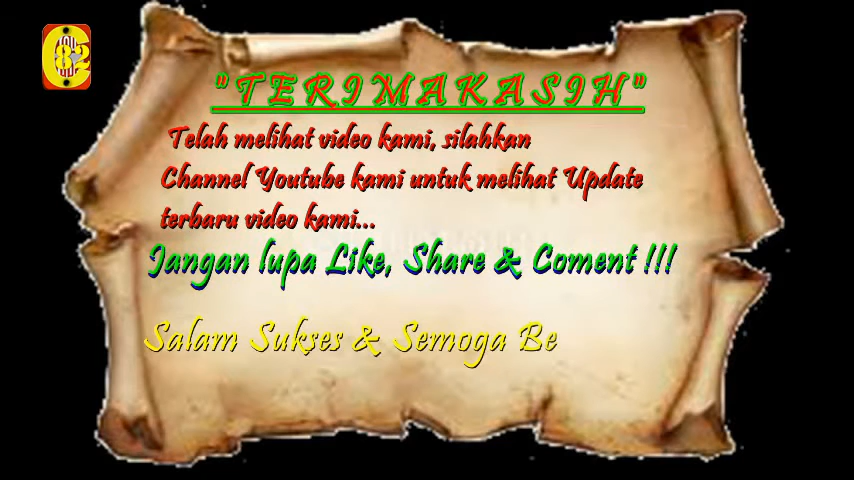 "TERIMAKASIH"
Telah melihat video kami, silahkan
Channel Youtube kami untuk melihat Update
terbaru video kami...
Jangan lupa Like, Share & Coment !!!
Salam Sukses & Semoga Be